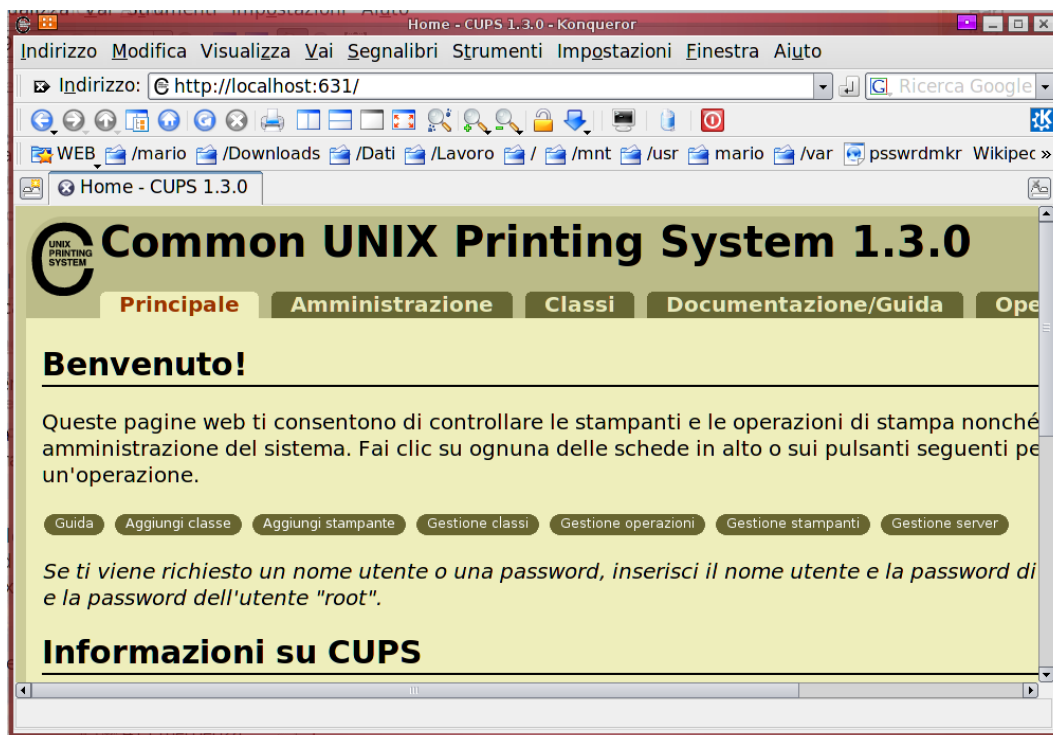 Home - CUPS 1.3.0 - Konqueror
Indirizzo Modifica Visualizza Vai Segnalibri Strumenti Impostazioni Finestra Aiuto
Indirizzo: http://localhost:631/ G Ricerca Google
WEB /mario /Downloads /Dati /Lavoro / /mnt /usr mario /var psswrdmkr Wikipec »
Home - CUPS 1.3.0
UNIX
PRINTING
SYSTEM
Common UNIX Printing System 1.3.0
Principale Amministrazione Classi Documentazione/Guida Ope
Benvenuto!
Queste pagine web ti consentono di controllare le stampanti e le operazioni di stampa nonché
amministrazione del sistema. Fai clic su ognuna delle schede in alto o sui pulsanti seguenti pe
un'operazione.
Guida Aggiungi classe Aggiungi stampante Gestione classi Gestione operazioni Gestione stampanti Gestione server
Se ti viene richiesto un nome utente o una password, inserisci il nome utente e la password di
e la password dell'utente "root".
Informazioni su CUPS